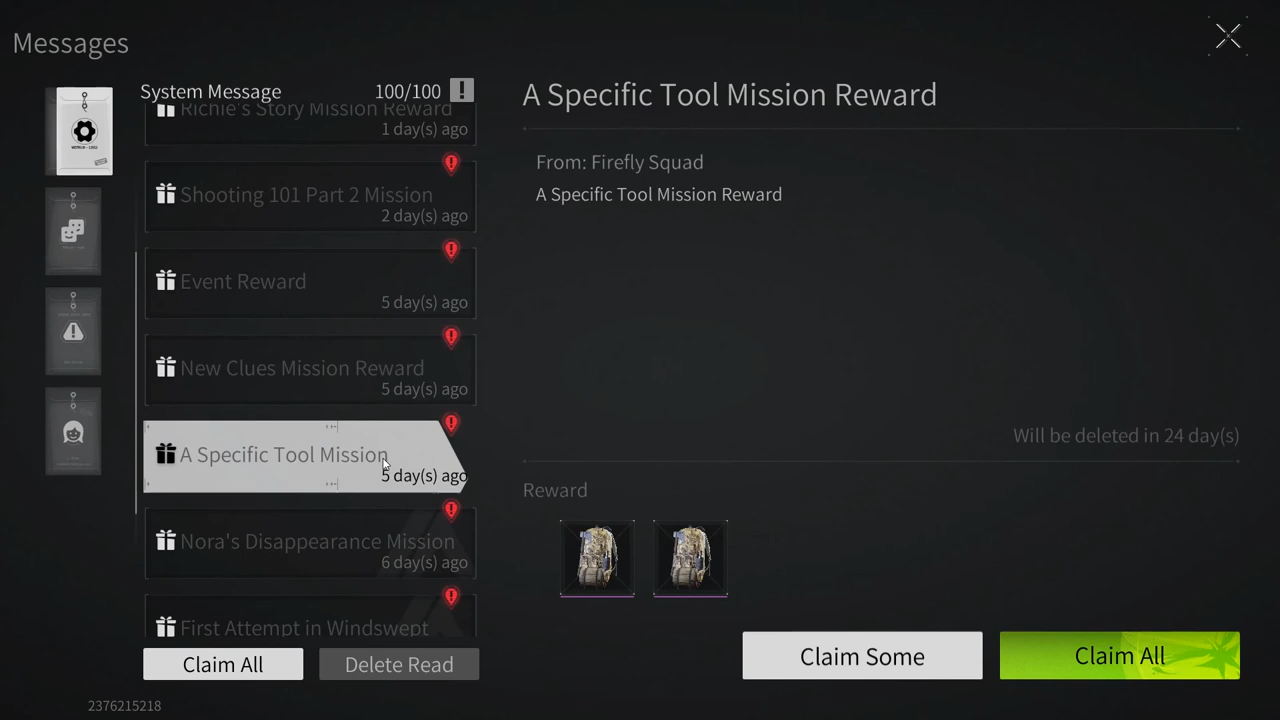 Messages
System Message 100/100
Richie's Story Mission Reward
1 day(s) ago
Shooting 101 Part 2 Mission
2 day(s) ago
Event Reward
5 day(s) ago
New Clues Mission Reward
5 day(s) ago
A Specific Tool Mission
5 day(s) ago
Nora's Disappearance Mission
6 day(s) ago
First Attempt in Windswept
Claim All
Delete Read
2376215218
A Specific Tool Mission Reward
From: Firefly Squad
A Specific Tool Mission Reward
Will be deleted in 24 day(s)
Reward
Claim Some
Claim All